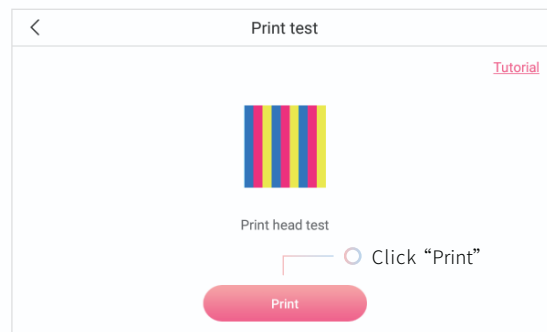 Print test
Tutorial
Print head test
Click “Print”
Print